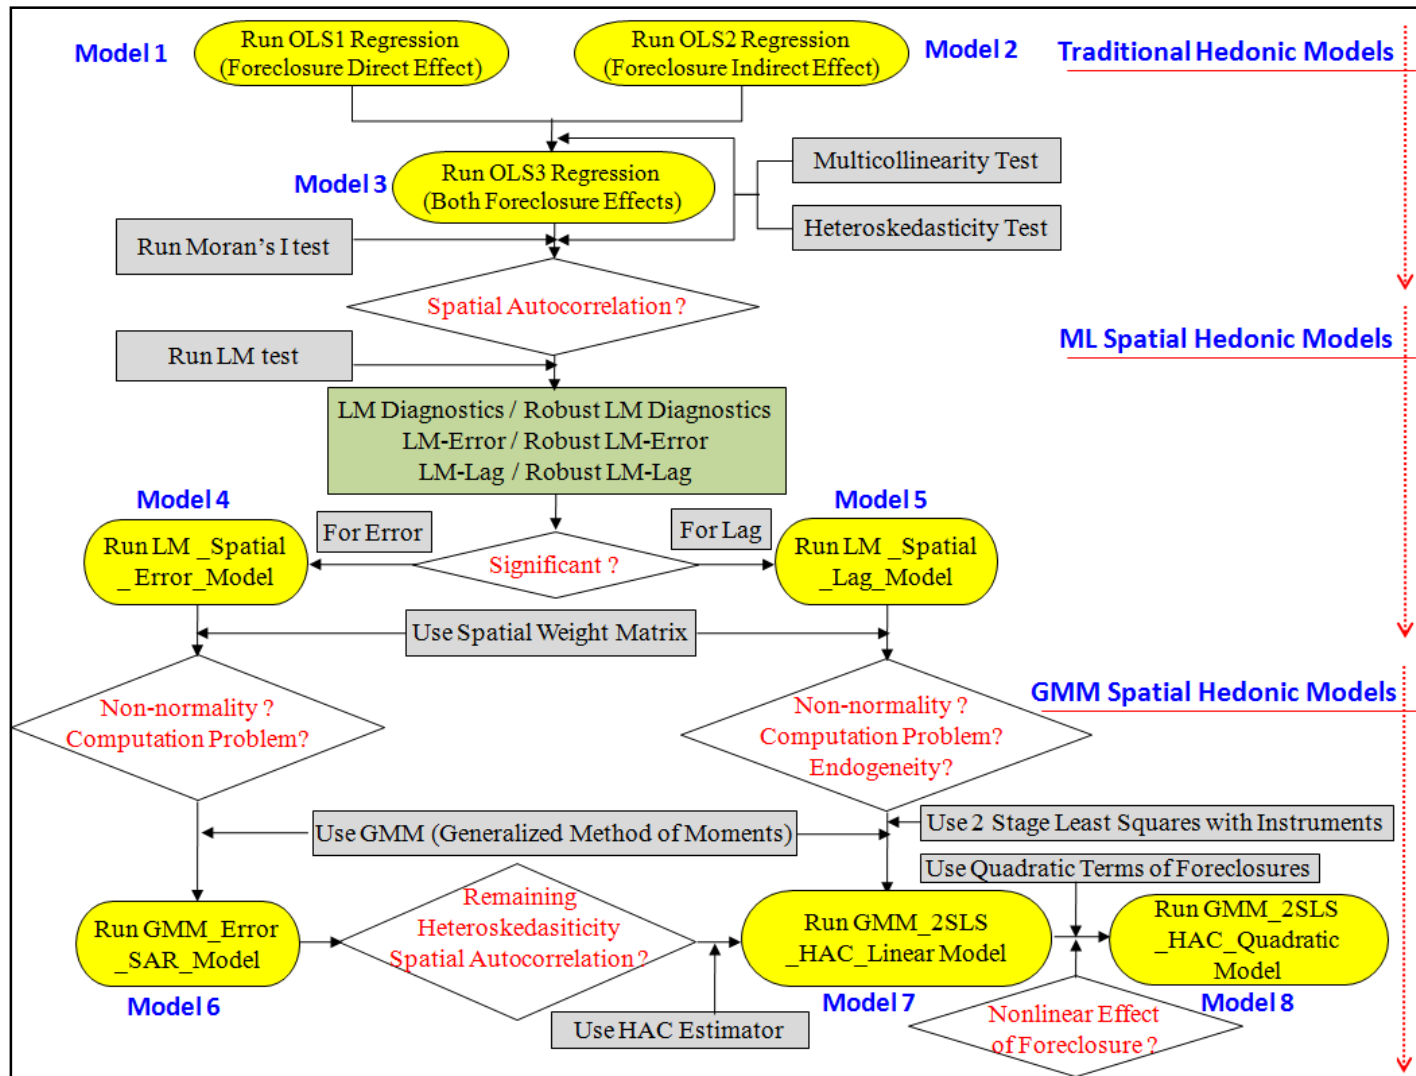 Model 1
Run OLS1 Regression
(Foreclosure Direct Effect)
Run OLS2 Regression
(Foreclosure Indirect Effect)
Model 2
Traditional Hedonic Models
Model 3
Run OLS3 Regression
(Both Foreclosure Effects)
Multicollinearity Test
Heteroskedasticity Test
Run Moran's I test
Spatial Autocorrelation ?
ML Spatial Hedonic Models
Run LM test
LM Diagnostics / Robust LM Diagnostics
LM-Error / Robust LM-Error
LM-Lag / Robust LM-Lag
Model 4
Model 5
For Error
For Lag
Run LM _Spatial
_Error_Model
Significant ?
Run LM _Spatial
_Lag_Model
Use Spatial Weight Matrix
GMM Spatial Hedonic Models
Non-normality ?
Computation Problem?
Non-normality ?
Computation Problem?
Endogeneity?
Use GMM (Generalized Method of Moments)
Use 2 Stage Least Squares with Instruments
Use Quadratic Terms of Foreclosures
Run GMM_Error
_SAR_Model
Model 6
Remaining
Heteroskedasiticity
Spatial Autocorrelation ?
Run GMM_2SLS
_HAC_Linear Model
Model 7
Run GMM_2SLS
_HAC_Quadratic
Model
Model 8
Use HAC Estimator
Nonlinear Effect
of Foreclosure ?